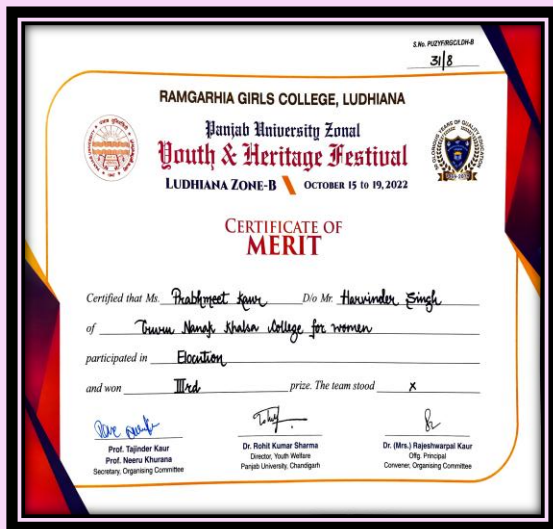 S.No. PUZYF/RGC/LDH-B
31/8
RAMGARHIA GIRLS COLLEGE, LUDHIANA
Panjab University Zonal
Youth & Heritage Festival
LUDHIANA ZONE-B OCTOBER 15 to 19, 2022
CERTIFICATE OF
MERIT
Certified that Ms. Prabhmeet Kaur D/o Mr. Harvinder Singh
of Guru Nanak Khalsa College for women
participated in Elocution
and won IIIrd prize. The team stood x
Prof. Tajinder Kaur
Prof. Neeru Khurana
Secretary, Organising Committee
Dr. Rohit Kumar Sharma
Director, Youth Welfare
Panjab University, Chandigarh
Dr. (Mrs.) Rajeshwarpal Kaur
Offg. Principal
Convener, Organising Committee